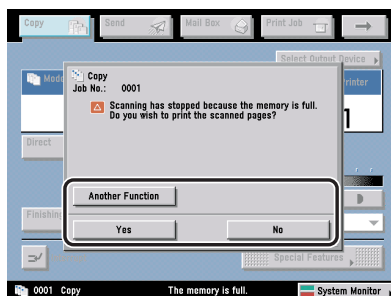 Copy
Send
Mail Box
Print Job
Select Output Device
Copy
Job No.: 0001
Scanning has stopped because the memory is full.
Do you wish to print the scanned pages?
Direct
Another Function
Yes
No
Finishing
Special Features
0001 Copy
The memory is full.
System Monitor